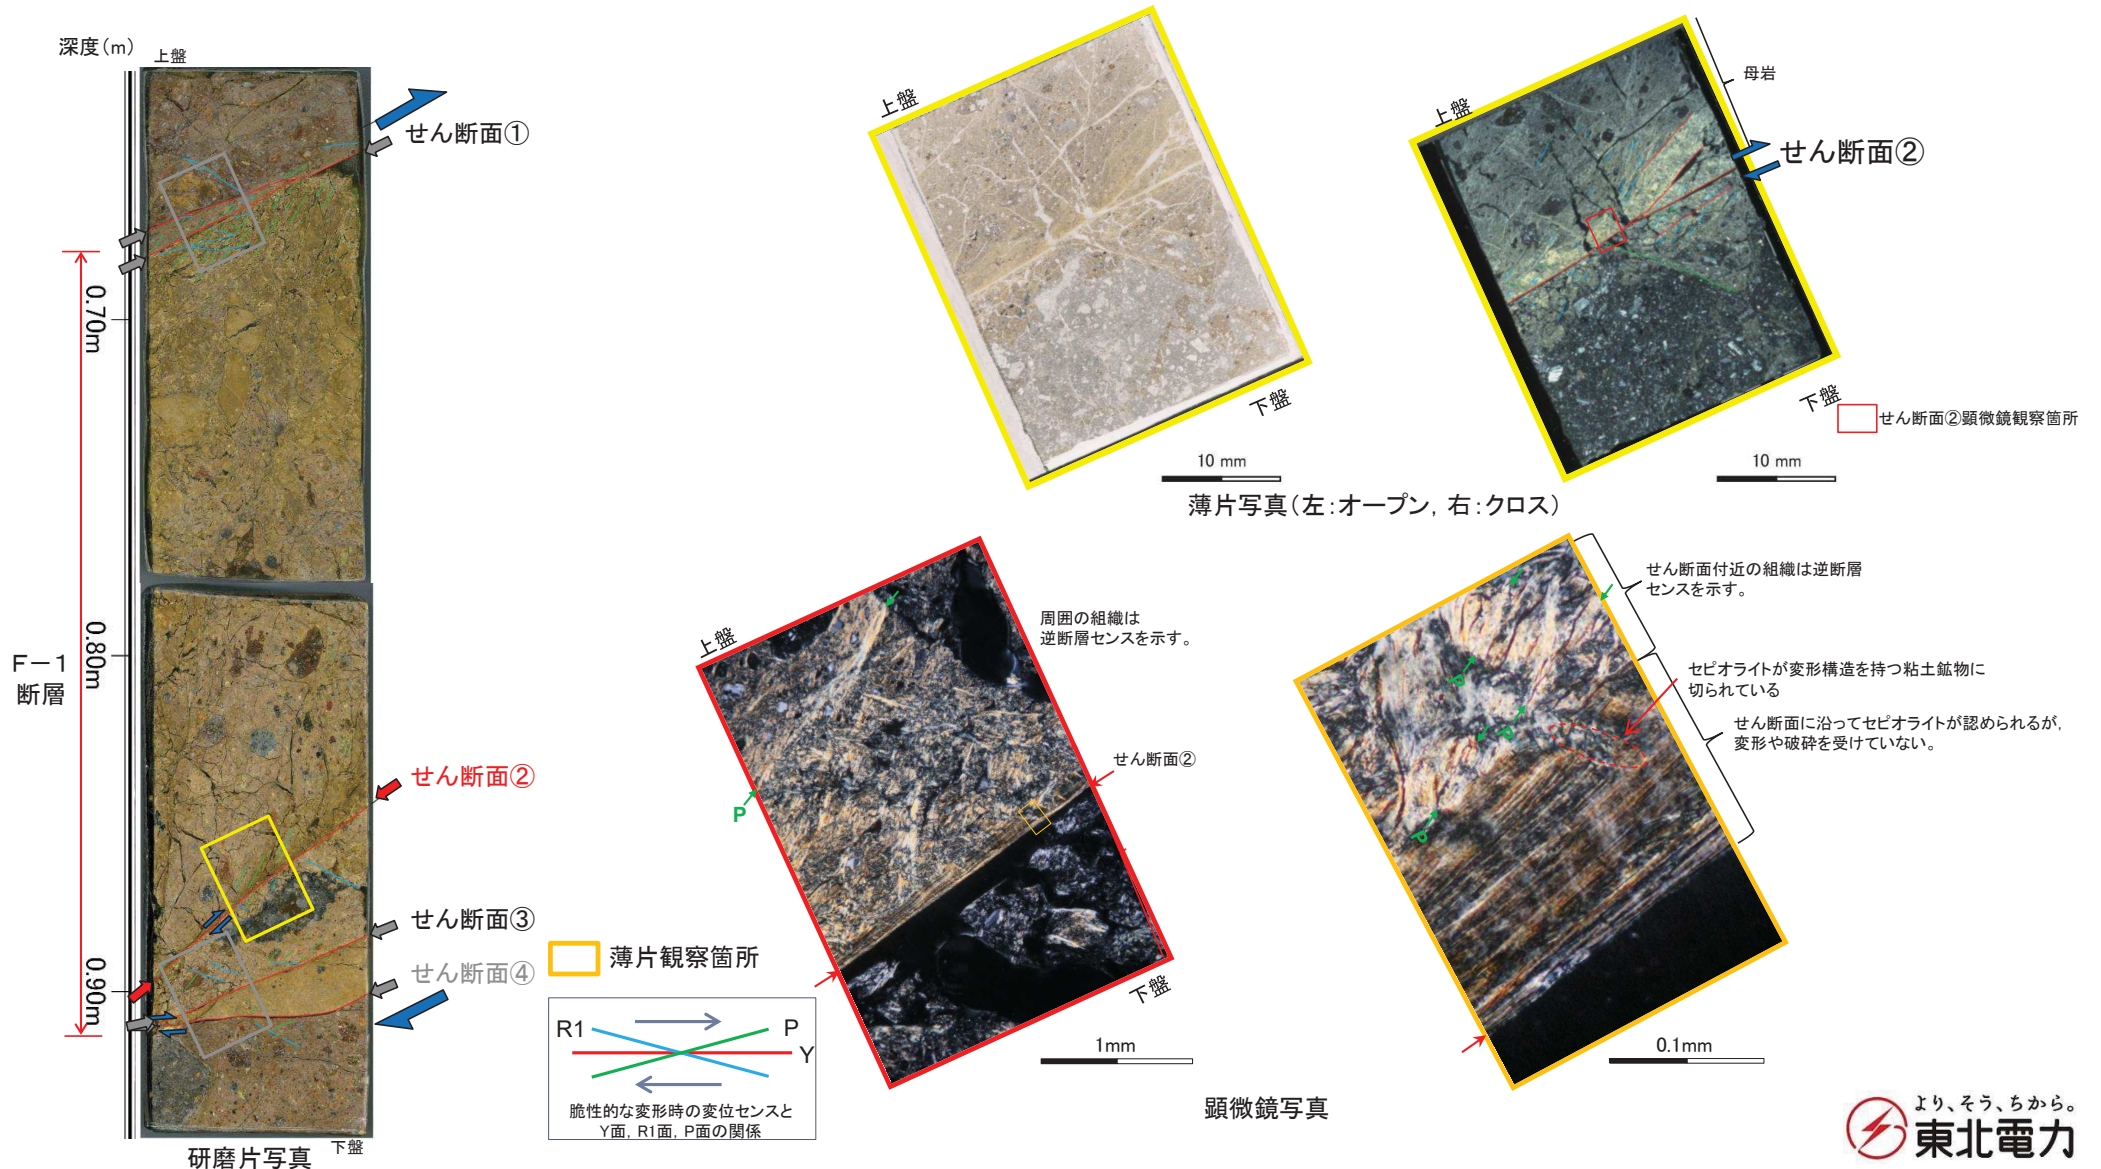 深度(m)
上盤
せん断面①
0.70m
0.80m
F-1
断層
せん断面②
せん断面③
せん断面④
0.90m
下盤
研磨片写真
薄片観察箇所
R1
P
Y
脆性的な変形時の変位センスと
Y面, R1面, P面の関係
上盤
下盤
10 mm
上盤
母岩
せん断面②
下盤
せん断面②顕微鏡観察箇所
10 mm
薄片写真(左:オープン, 右:クロス)
上盤
周囲の組織は
逆断層センスを示す。
せん断面②
P
下盤
1mm
せん断面付近の組織は逆断層
センスを示す。
セピオライトが変形構造を持つ粘土鉱物に
切られている
せん断面に沿ってセピオライトが認められるが,
変形や破砕を受けていない。
P
P
P
0.1mm
顕微鏡写真
より、そう、ちから。
東北電力